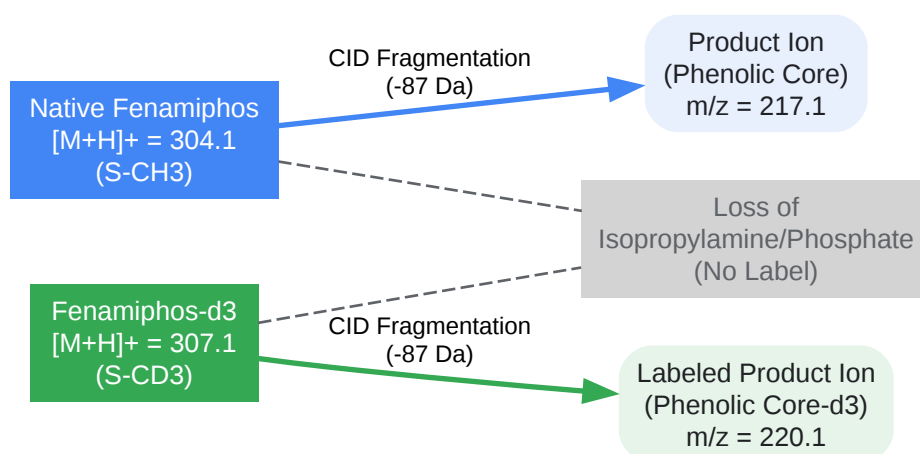 Native Fenamiphos
[M+H]+ = 304.1
(S-CH3)
CID Fragmentation
(-87 Da)
Product Ion
(Phenolic Core)
m/z = 217.1
Loss of
Isopropylamine/Phosphate
(No Label)
Fenamiphos-d3
[M+H]+ = 307.1
(S-CD3)
CID Fragmentation
(-87 Da)
Labeled Product Ion
(Phenolic Core-d3)
m/z = 220.1